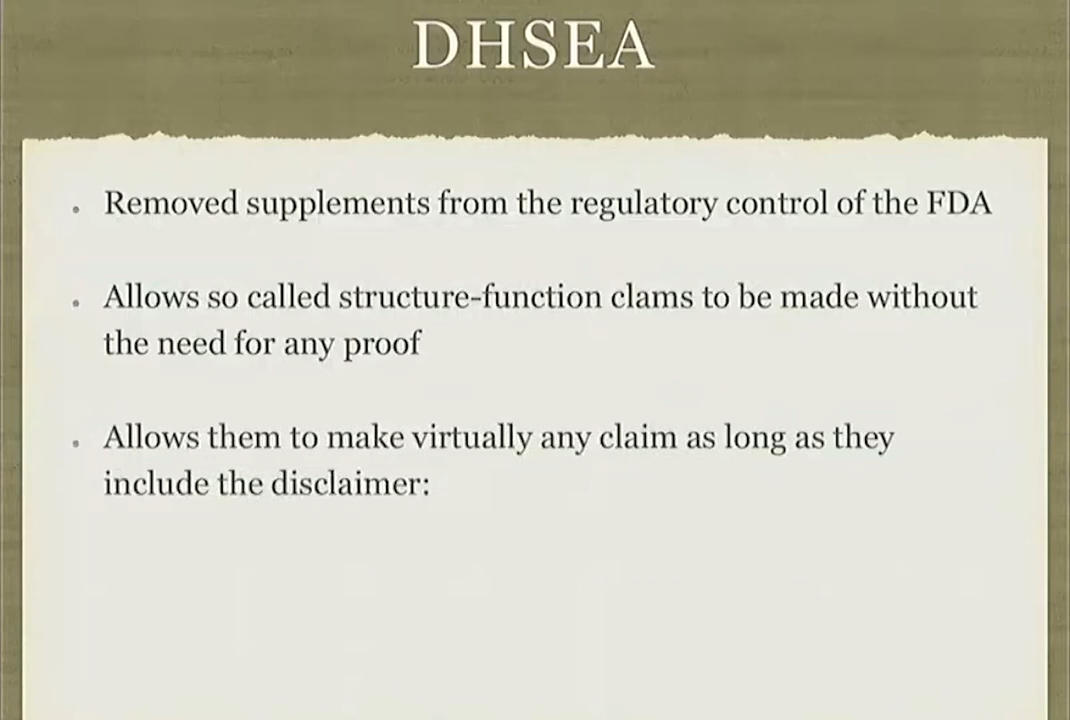 DHSEA
Removed supplements from the regulatory control of the FDA
Allows so called structure-function clams to be made without
the need for any proof
Allows them to make virtually any claim as long as they
include the disclaimer: